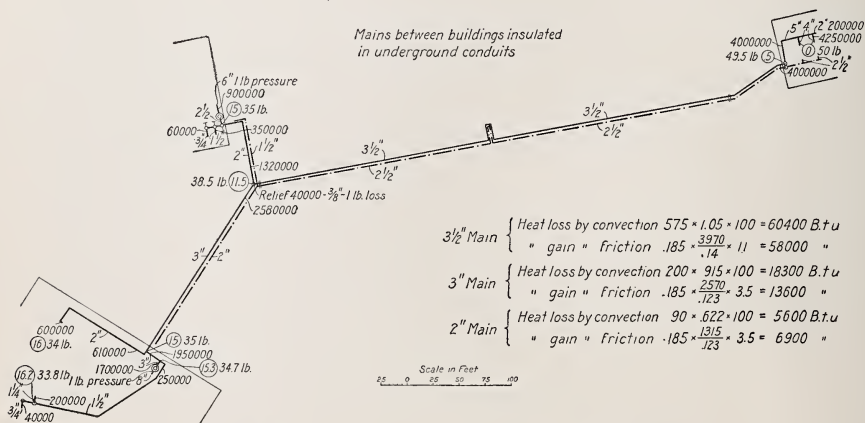 Mains between buildings insulated
in underground conduits
5" 4" 2" 200000
4000000 4250000
49.5 lb (5) (0) 50 lb
4000000 2½"
6" 1 lb pressure
900000
2½ (15) 35 lb.
60000 350000
¾" 1½
2" 1½"
1320000
38.5 lb. (11.5)
Relief 40000-⅜"-1 lb. loss
2580000
3½" 3½"
2½" 2½"
3½" Main { Heat loss by convection 575 × 1.05 × 100 = 60400 B.t.u
" gain " friction .185 × 3970/.14 × 11 = 58000 "
3" Main { Heat loss by convection 200 × 915 × 100 = 18300 B.t.u
" gain " friction .185 × 2570/.123 × 3.5 = 13600 "
2" Main { Heat loss by convection 90 × .622 × 100 = 5600 B.t.u
" gain " friction .185 × 1315/.123 × 3.5 = 6900 "
3" 2"
2"
600000
(16) 34 lb.
610000
(15) 35 lb.
1950000
(15.3) 34.7 lb.
3"
1700000
1 lb. pressure 8"
250000
(16.2) 33.8 lb.
1¼
200000 1½"
¾" 40000
Scale in Feet
25 0 25 50 75 100